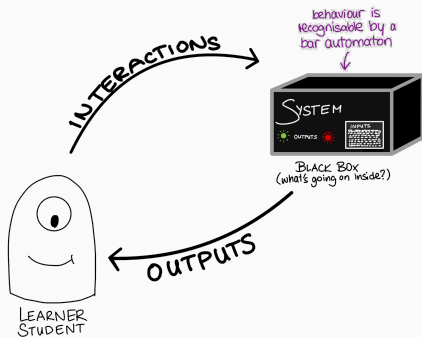 behaviour is
recognisable by a
bar automaton
INTERACTIONS
SYSTEM
INPUTS
OUTPUTS
BLACK BOX
(what's going on inside?)
OUTPUTS
LEARNER
STUDENT